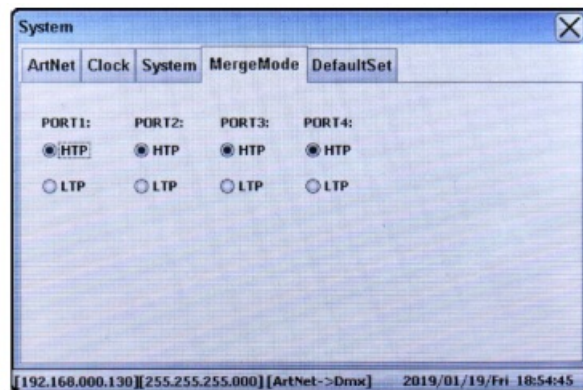 System
ArtNet Clock System MergeMode DefaultSet
PORT1: PORT2: PORT3: PORT4:
HTP HTP HTP HTP
LTP LTP LTP LTP
[192.168.000.130][255.255.255.000][ArtNet->Dmx] 2019/01/19/Fri 18:54:45